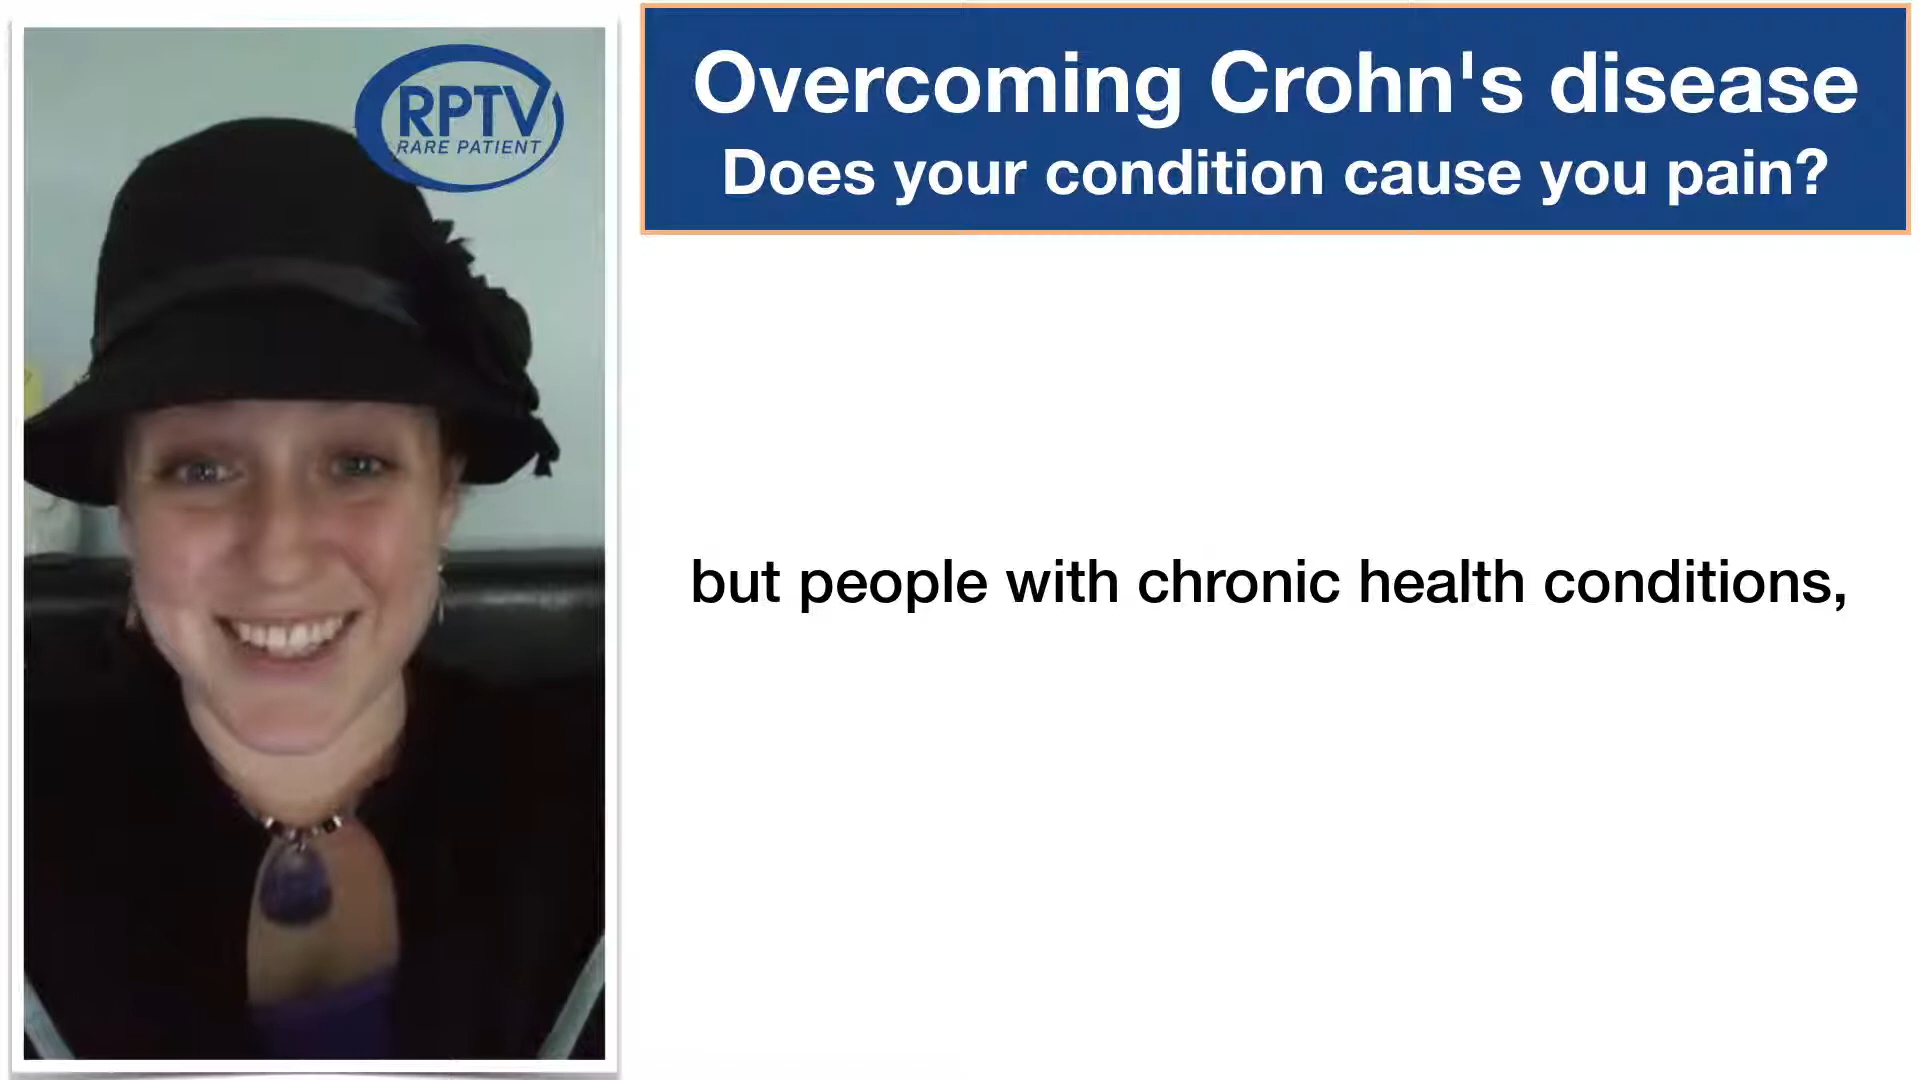 RPTV
RARE PATIENT
Overcoming Crohn's disease
Does your condition cause you pain?
but people with chronic health conditions,